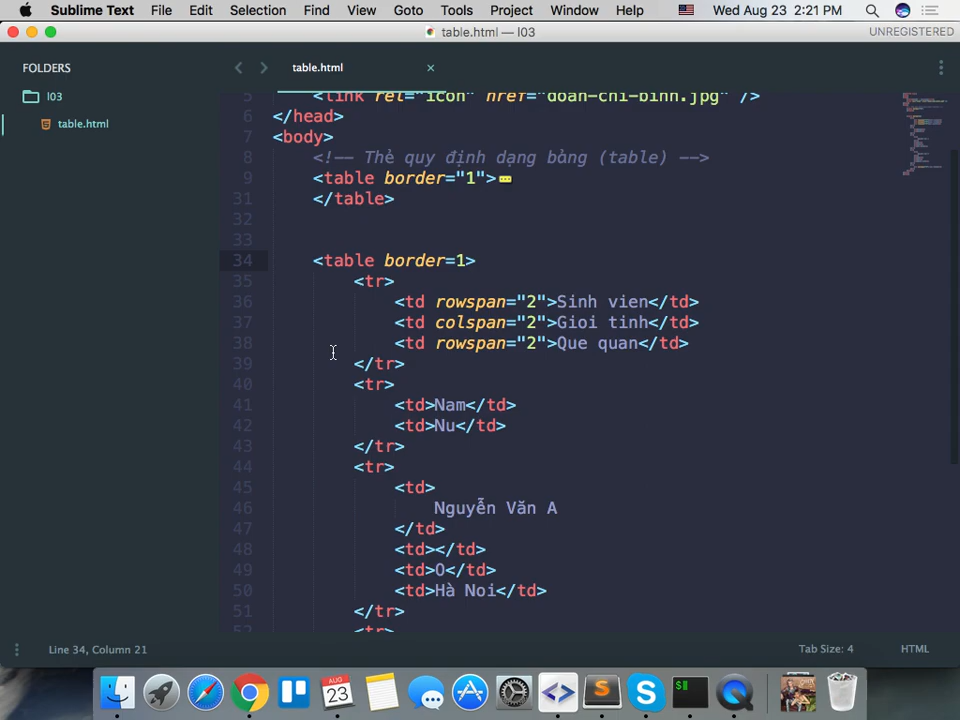 Sublime Text File Edit Selection Find View Goto Tools Project Window Help Wed Aug 23 2:21 PM
table.html — l03 UNREGISTERED
FOLDERS
l03
table.html
table.html
5 <link rel="icon" href="doan-chi-binh.jpg" />
6 </head>
7 <body>
8 <!-- Thẻ quy định dạng bảng (table) -->
9 <table border="1">
31 </table>
32
33
34 <table border=1>
35 <tr>
36 <td rowspan="2">Sinh vien</td>
37 <td colspan="2">Gioi tinh</td>
38 <td rowspan="2">Que quan</td>
39 </tr>
40 <tr>
41 <td>Nam</td>
42 <td>Nu</td>
43 </tr>
44 <tr>
45 <td>
46 Nguyễn Văn A
47 </td>
48 <td></td>
49 <td>O</td>
50 <td>Hà Noi</td>
51 </tr>
52 <tr>
Line 34, Column 21 Tab Size: 4 HTML
AUG
23